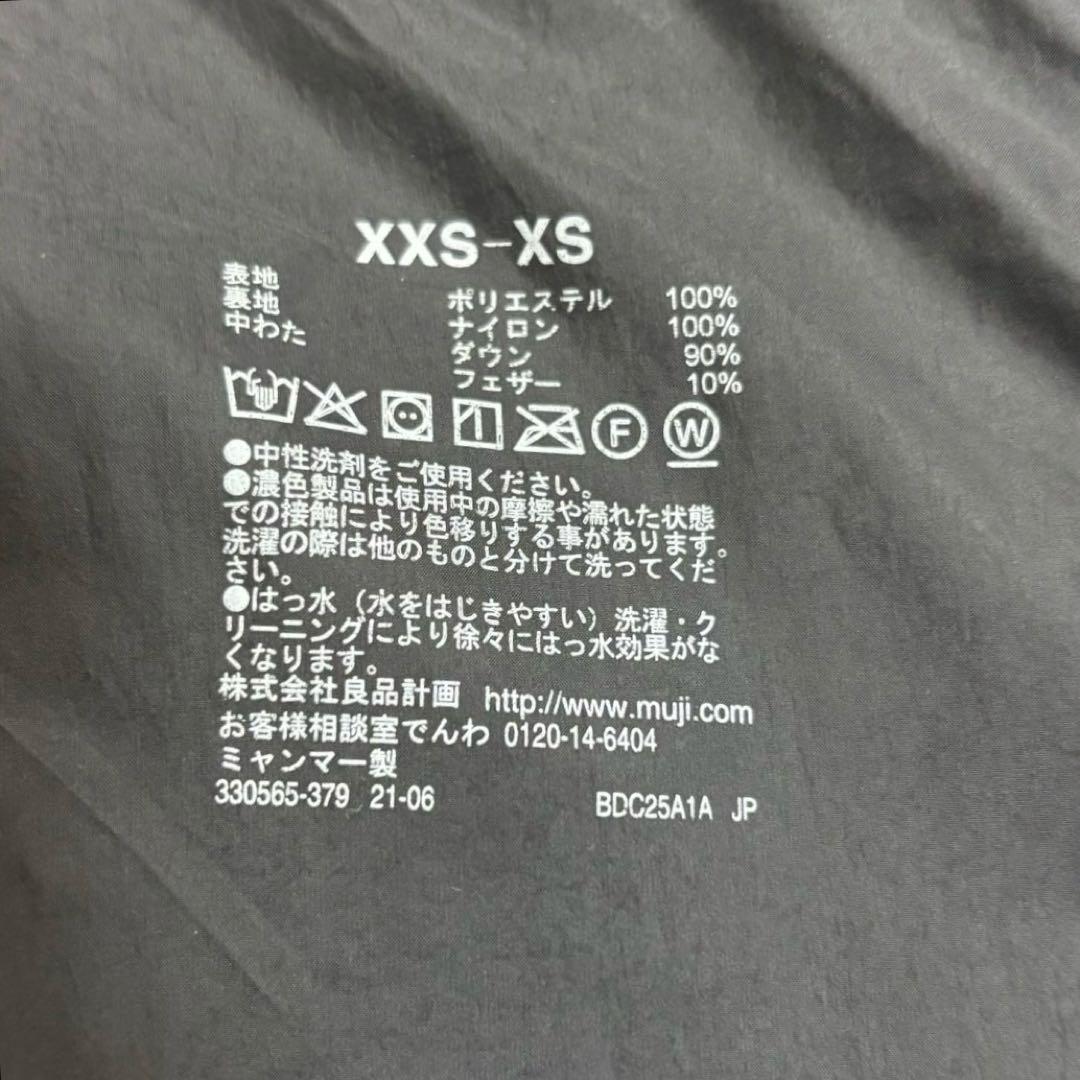 XXS-XS
表地 ポリエステル 100%
裏地 ナイロン 100%
中わた ダウン 90%
フェザー 10%
F W
●中性洗剤をご使用ください。
●濃色製品は使用中の摩擦や濡れた状態
での接触により色移りする事があります。
洗濯の際は他のものと分けて洗ってくだ
さい。
●はっ水（水をはじきやすい）洗濯・ク
リーニングにより徐々にはっ水効果がな
くなります。
株式会社良品計画 http://www.muji.com
お客様相談室でんわ 0120-14-6404
ミャンマー製
330565-379 21-06 BDC25A1A JP